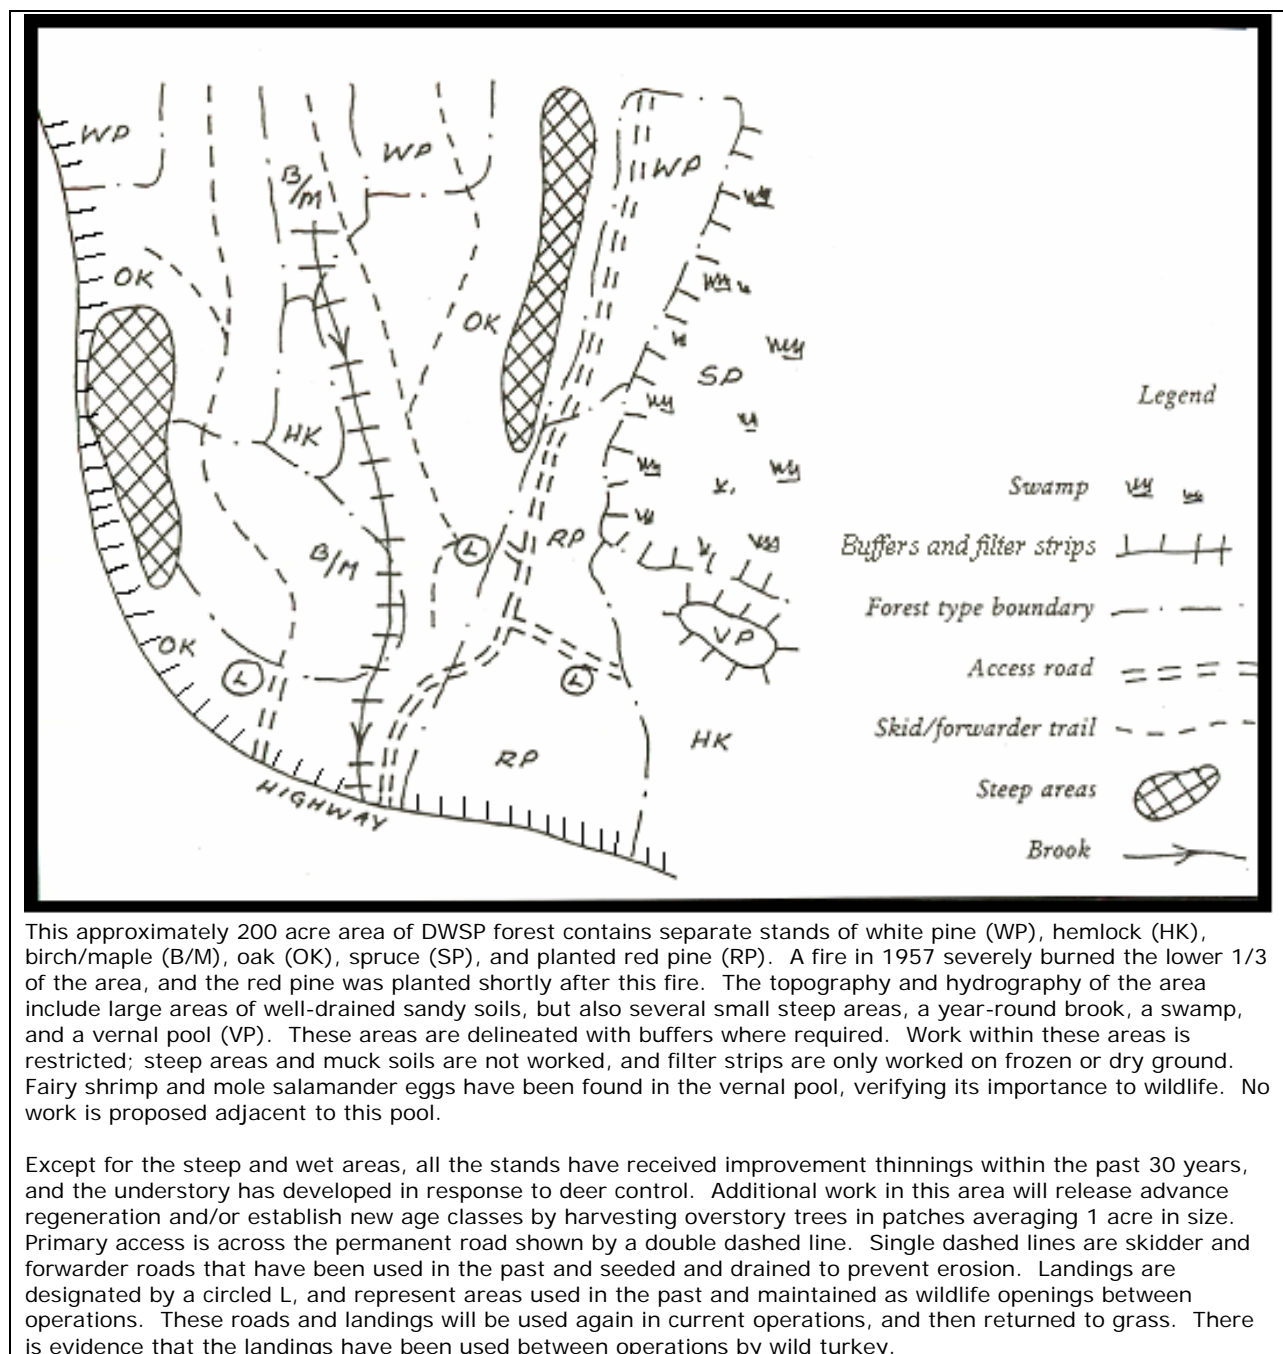 WP
WP
WP
B/M
OK
OK
SP
Legend
HK
Swamp
L
RP
Buffers and filter strips
B/M
Forest type boundary
VP
OK
L
L
Access road
HK
Skid/forwarder trail
RP
Steep areas
HIGHWAY
Brook
This approximately 200 acre area of DWSP forest contains separate stands of white pine (WP), hemlock (HK),
birch/maple (B/M), oak (OK), spruce (SP), and planted red pine (RP).  A fire in 1957 severely burned the lower 1/3
of the area, and the red pine was planted shortly after this fire.  The topography and hydrography of the area
include large areas of well-drained sandy soils, but also several small steep areas, a year-round brook, a swamp,
and a vernal pool (VP).  These areas are delineated with buffers where required.  Work within these areas is
restricted; steep areas and muck soils are not worked, and filter strips are only worked on frozen or dry ground.
Fairy shrimp and mole salamander eggs have been found in the vernal pool, verifying its importance to wildlife.  No
work is proposed adjacent to this pool.
Except for the steep and wet areas, all the stands have received improvement thinnings within the past 30 years,
and the understory has developed in response to deer control.  Additional work in this area will release advance
regeneration and/or establish new age classes by harvesting overstory trees in patches averaging 1 acre in size.
Primary access is across the permanent road shown by a double dashed line.  Single dashed lines are skidder and
forwarder roads that have been used in the past and seeded and drained to prevent erosion.  Landings are
designated by a circled L, and represent areas used in the past and maintained as wildlife openings between
operations.  These roads and landings will be used again in current operations, and then returned to grass.  There
is evidence that the landings have been used between operations by wild turkey.